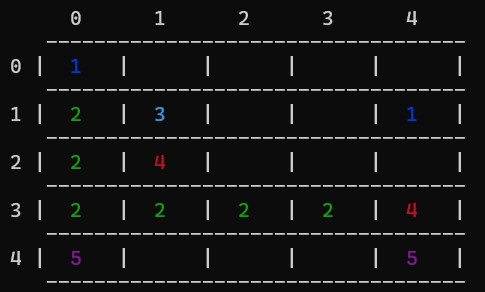 0 1 2 3 4
0 | 1 | | | | |
1 | 2 | 3 | | | 1 |
2 | 2 | 4 | | | |
3 | 2 | 2 | 2 | 2 | 4 |
4 | 5 | | | | 5 |